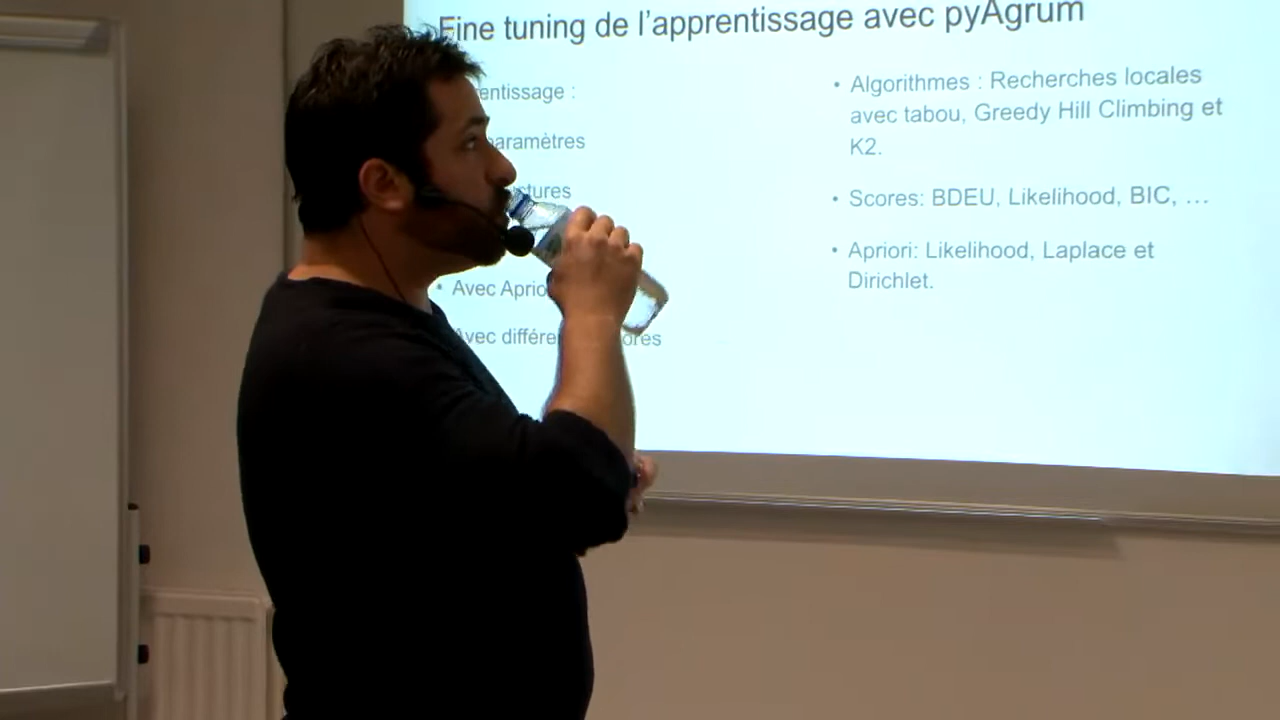 Fine tuning de l'apprentissage avec pyAgrum
entissage :
paramètres
tures
• Avec Aprio
Avec différe ores
• Algorithmes : Recherches locales
avec tabou, Greedy Hill Climbing et
K2.
• Scores: BDEU, Likelihood, BIC, …
• Apriori: Likelihood, Laplace et
Dirichlet.